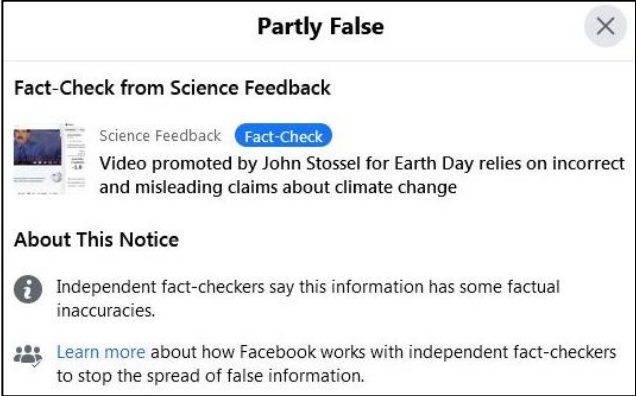 Partly False
Fact-Check from Science Feedback
Science Feedback Fact-Check
Video promoted by John Stossel for Earth Day relies on incorrect
and misleading claims about climate change
About This Notice
Independent fact-checkers say this information has some factual
inaccuracies.
Learn more about how Facebook works with independent fact-checkers
to stop the spread of false information.